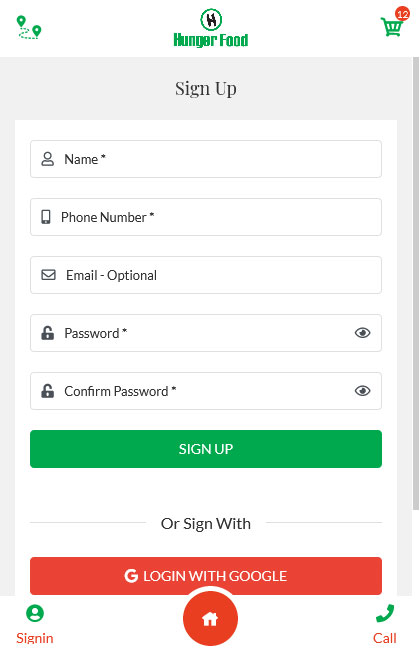 12
Hunger Food
Sign Up
Name *
Phone Number *
Email - Optional
Password *
Confirm Password *
SIGN UP
Or Sign With
G LOGIN WITH GOOGLE
Signin
Call